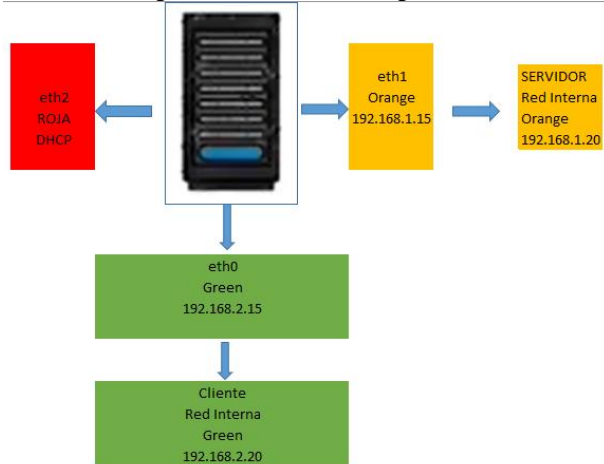 eth2
ROJA
DHCP
eth1
Orange
192.168.1.15
SERVIDOR
Red Interna
Orange
192.168.1.20
eth0
Green
192.168.2.15
Cliente
Red Interna
Green
192.168.2.20